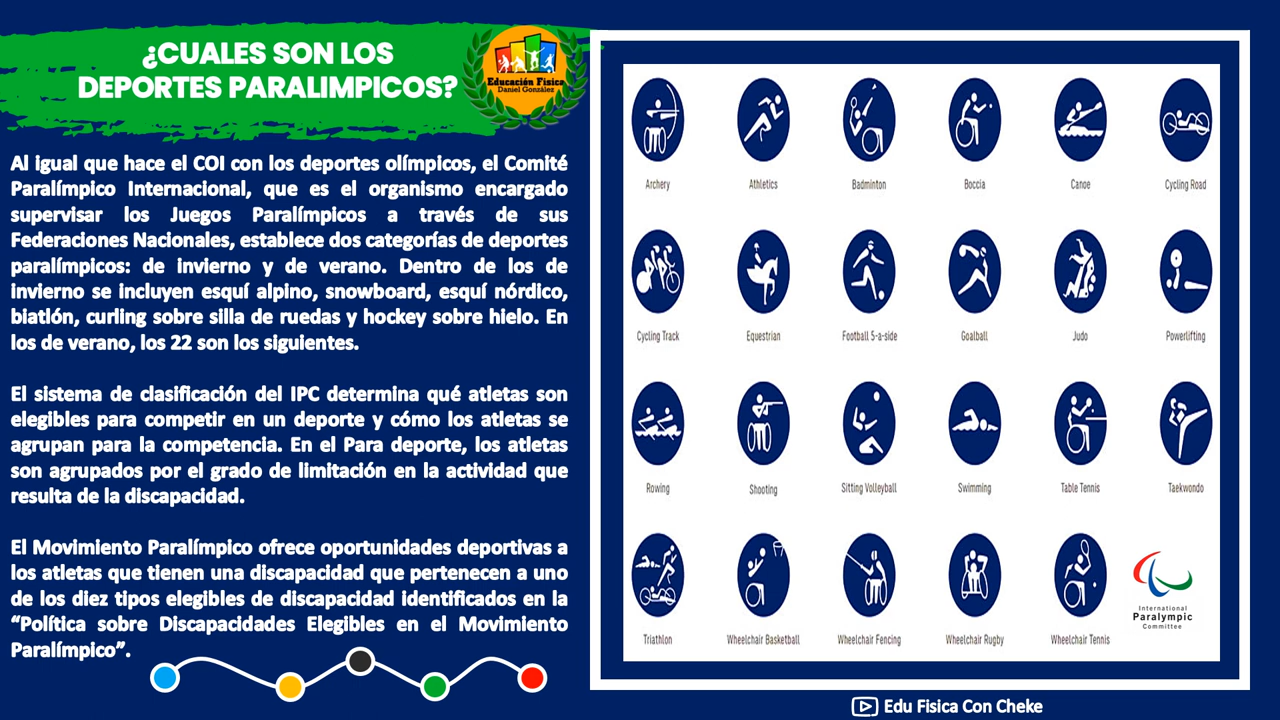 ¿CUALES SON LOS
DEPORTES PARALIMPICOS?
Educación Física
Daniel González
Al igual que hace el COI con los deportes olímpicos, el Comité
Paralímpico Internacional, que es el organismo encargado
supervisar los Juegos Paralímpicos a través de sus
Federaciones Nacionales, establece dos categorías de deportes
paralímpicos: de invierno y de verano. Dentro de los de
invierno se incluyen esquí alpino, snowboard, esquí nórdico,
biatlón, curling sobre silla de ruedas y hockey sobre hielo. En
los de verano, los 22 son los siguientes.
El sistema de clasificación del IPC determina qué atletas son
elegibles para competir en un deporte y cómo los atletas se
agrupan para la competencia. En el Para deporte, los atletas
son agrupados por el grado de limitación en la actividad que
resulta de la discapacidad.
El Movimiento Paralímpico ofrece oportunidades deportivas a
los atletas que tienen una discapacidad que pertenecen a uno
de los diez tipos elegibles de discapacidad identificados en la
“Política sobre Discapacidades Elegibles en el Movimiento
Paralímpico”.
Archery Athletics Badminton Boccia Canoe Cycling Road
Cycling Track Equestrian Football 5-a-side Goalball Judo Powerlifting
Rowing Shooting Sitting Volleyball Swimming Table Tennis Taekwondo
Triathlon Wheelchair Basketball Wheelchair Fencing Wheelchair Rugby Wheelchair Tennis
International
Paralympic
Committee
Edu Fisica Con Cheke